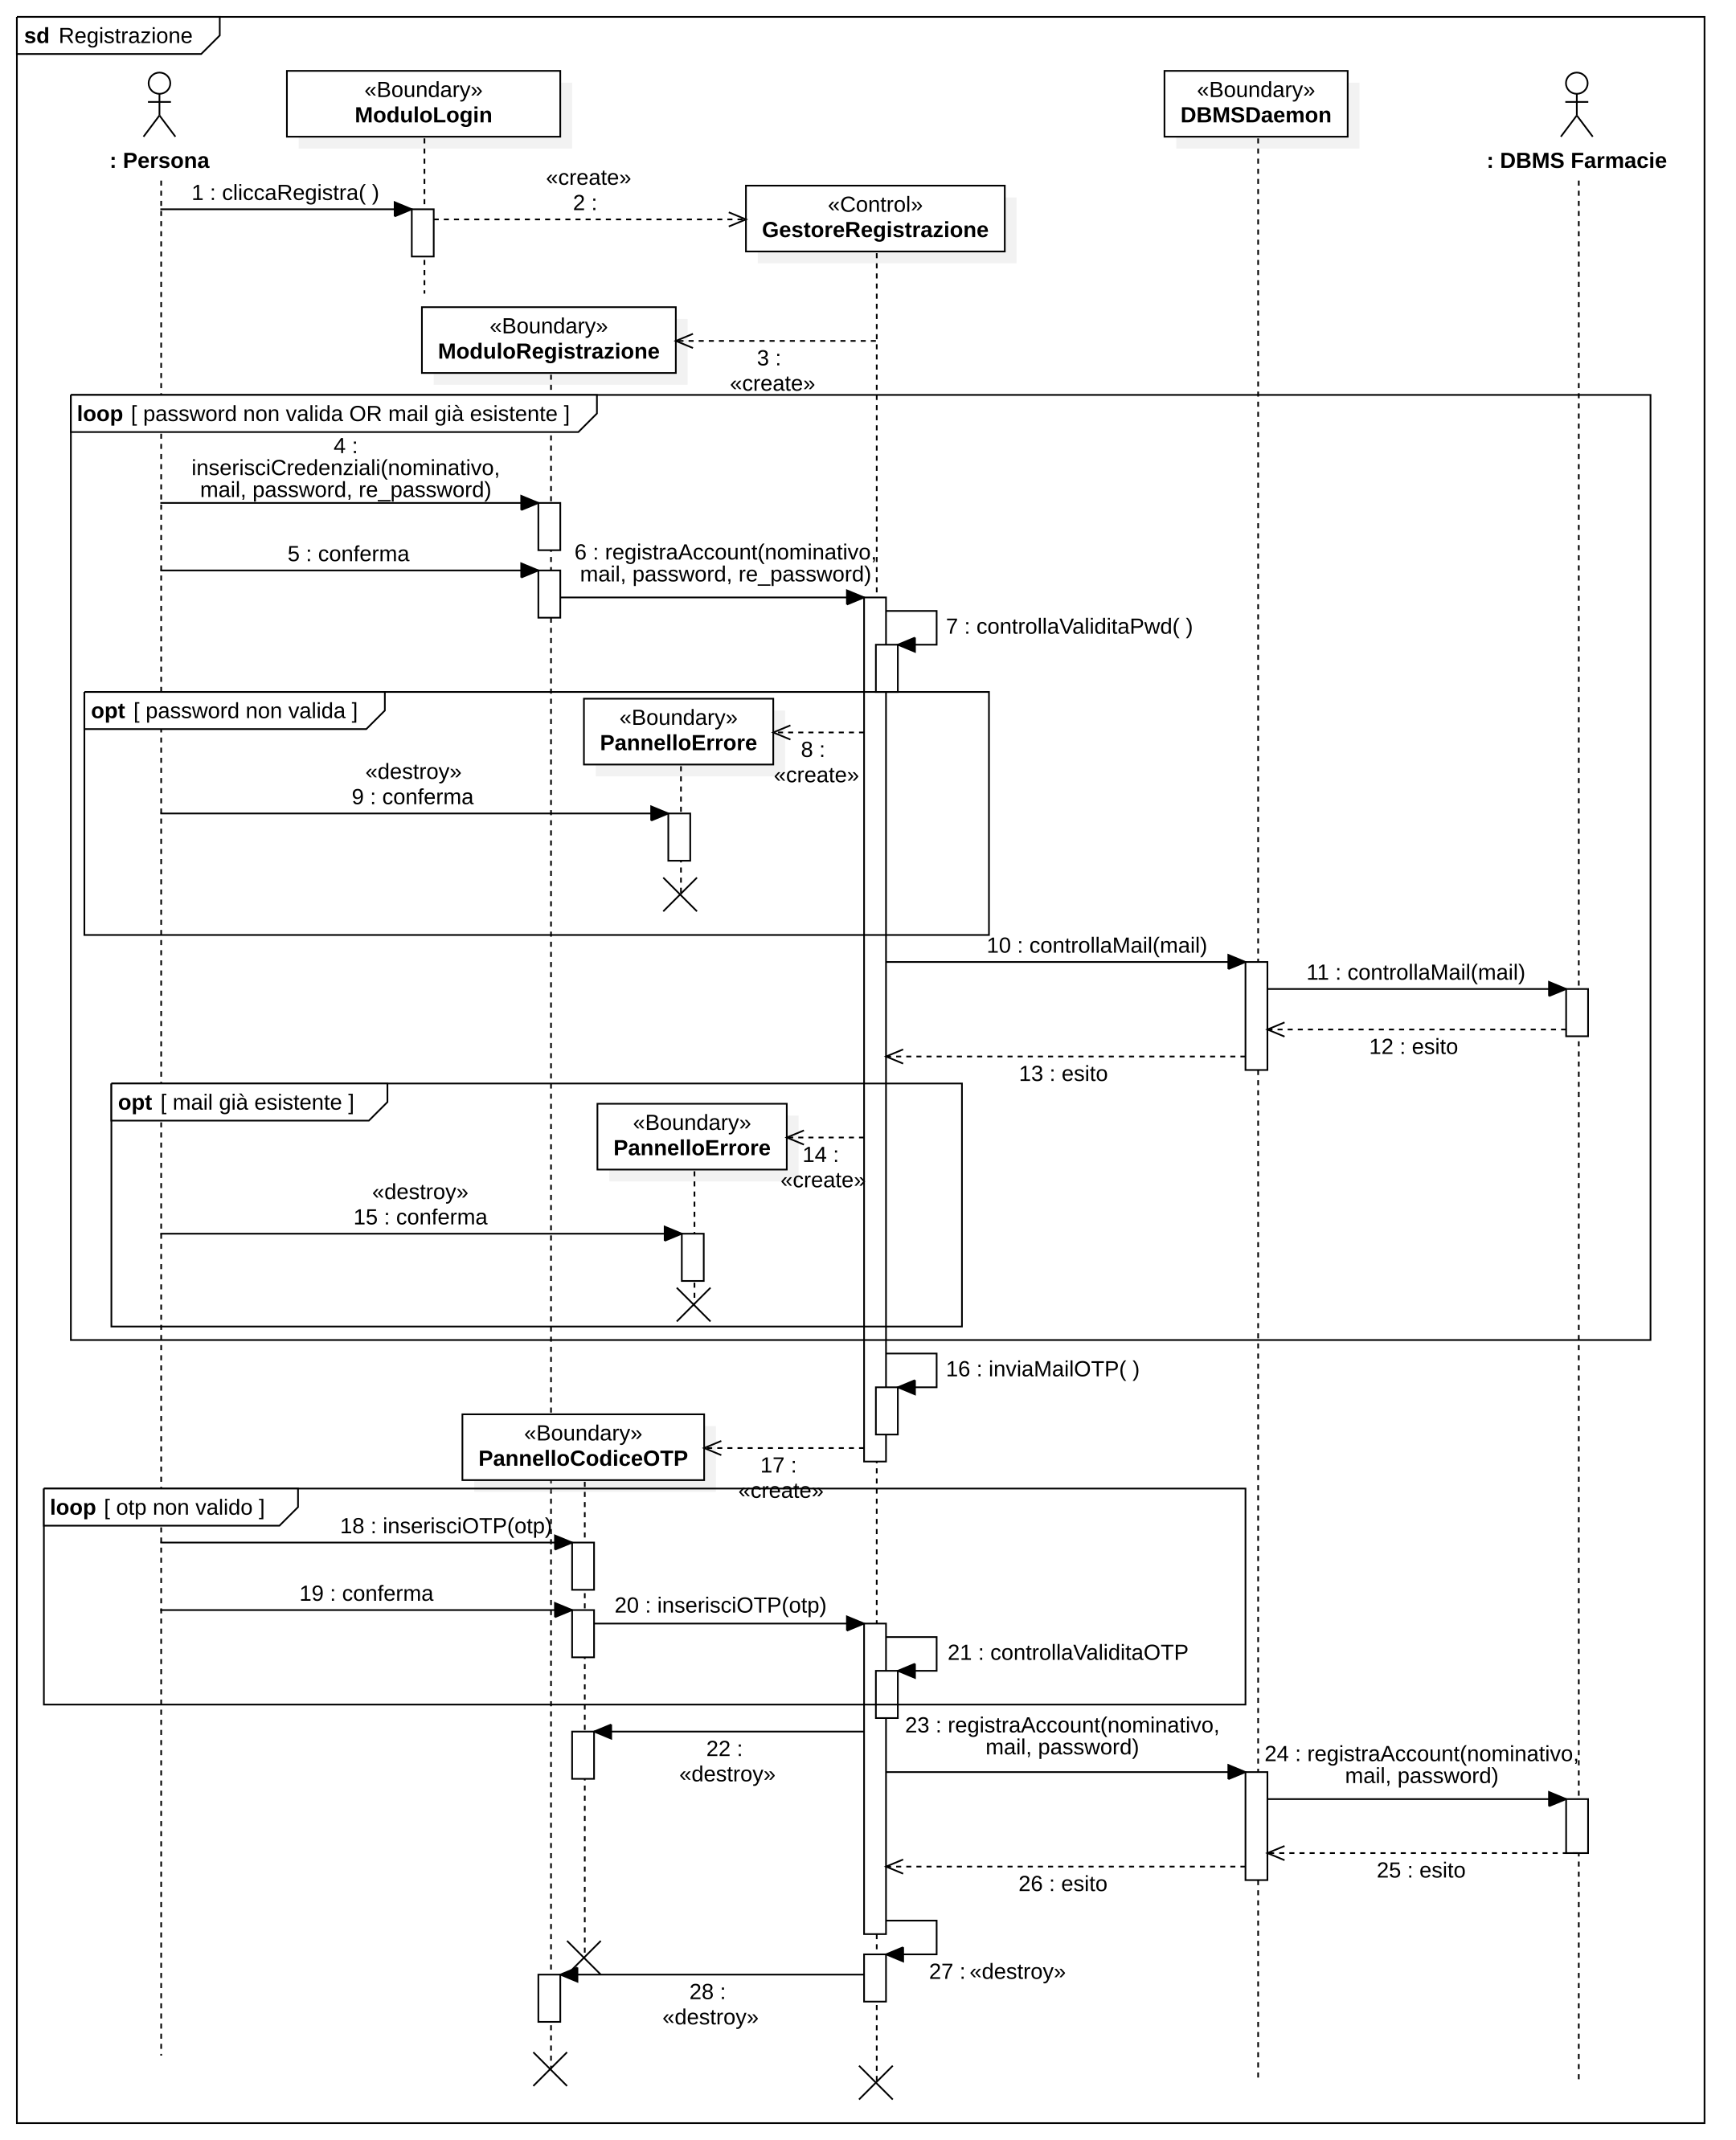 sd Registrazione
«Boundary»
ModuloLogin
«Boundary»
DBMSDaemon
: Persona
: DBMS Farmacie
1 : cliccaRegistra( )
«create»
2 :
«Control»
GestoreRegistrazione
«Boundary»
ModuloRegistrazione
3 :
«create»
loop [ password non valida OR mail già esistente ]
4 :
inserisciCredenziali(nominativo,
mail, password, re_password)
5 : conferma
6 : registraAccount(nominativo,
mail, password, re_password)
7 : controllaValiditaPwd( )
opt [ password non valida ]
«Boundary»
PannelloErrore
8 :
«create»
«destroy»
9 : conferma
10 : controllaMail(mail)
11 : controllaMail(mail)
12 : esito
13 : esito
opt [ mail già esistente ]
«Boundary»
PannelloErrore
14 :
«create»
«destroy»
15 : conferma
16 : inviaMailOTP( )
«Boundary»
PannelloCodiceOTP
17 :
«create»
loop [ otp non valido ]
18 : inserisciOTP(otp)
19 : conferma
20 : inserisciOTP(otp)
21 : controllaValiditaOTP
22 :
«destroy»
23 : registraAccount(nominativo,
mail, password)
24 : registraAccount(nominativo,
mail, password)
25 : esito
26 : esito
27 : «destroy»
28 :
«destroy»